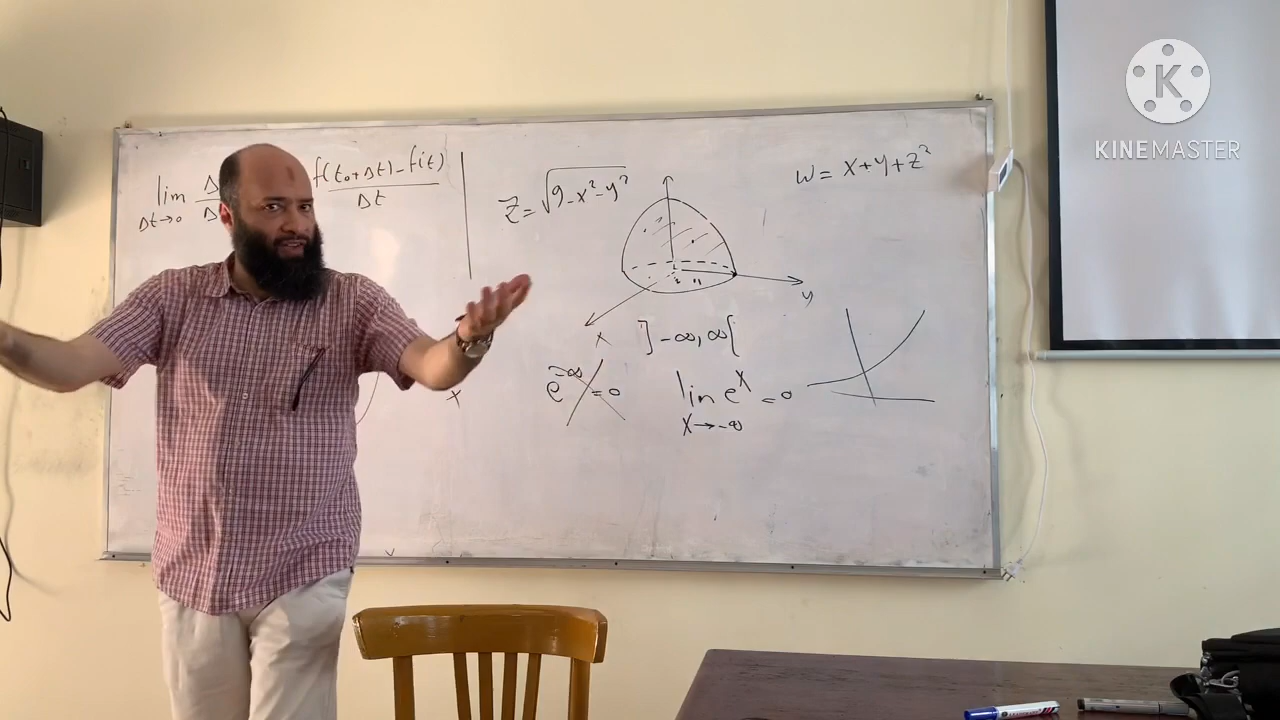 lim Δ/Δ f(t₀+Δt)-f(t)/Δt
Δt→0
Z=√9-x²-y²
y
x
W=x+y+z²
]-∞,∞[
e^-∞=0
lim e^x=0
x→-∞
x
K
KINEMASTER